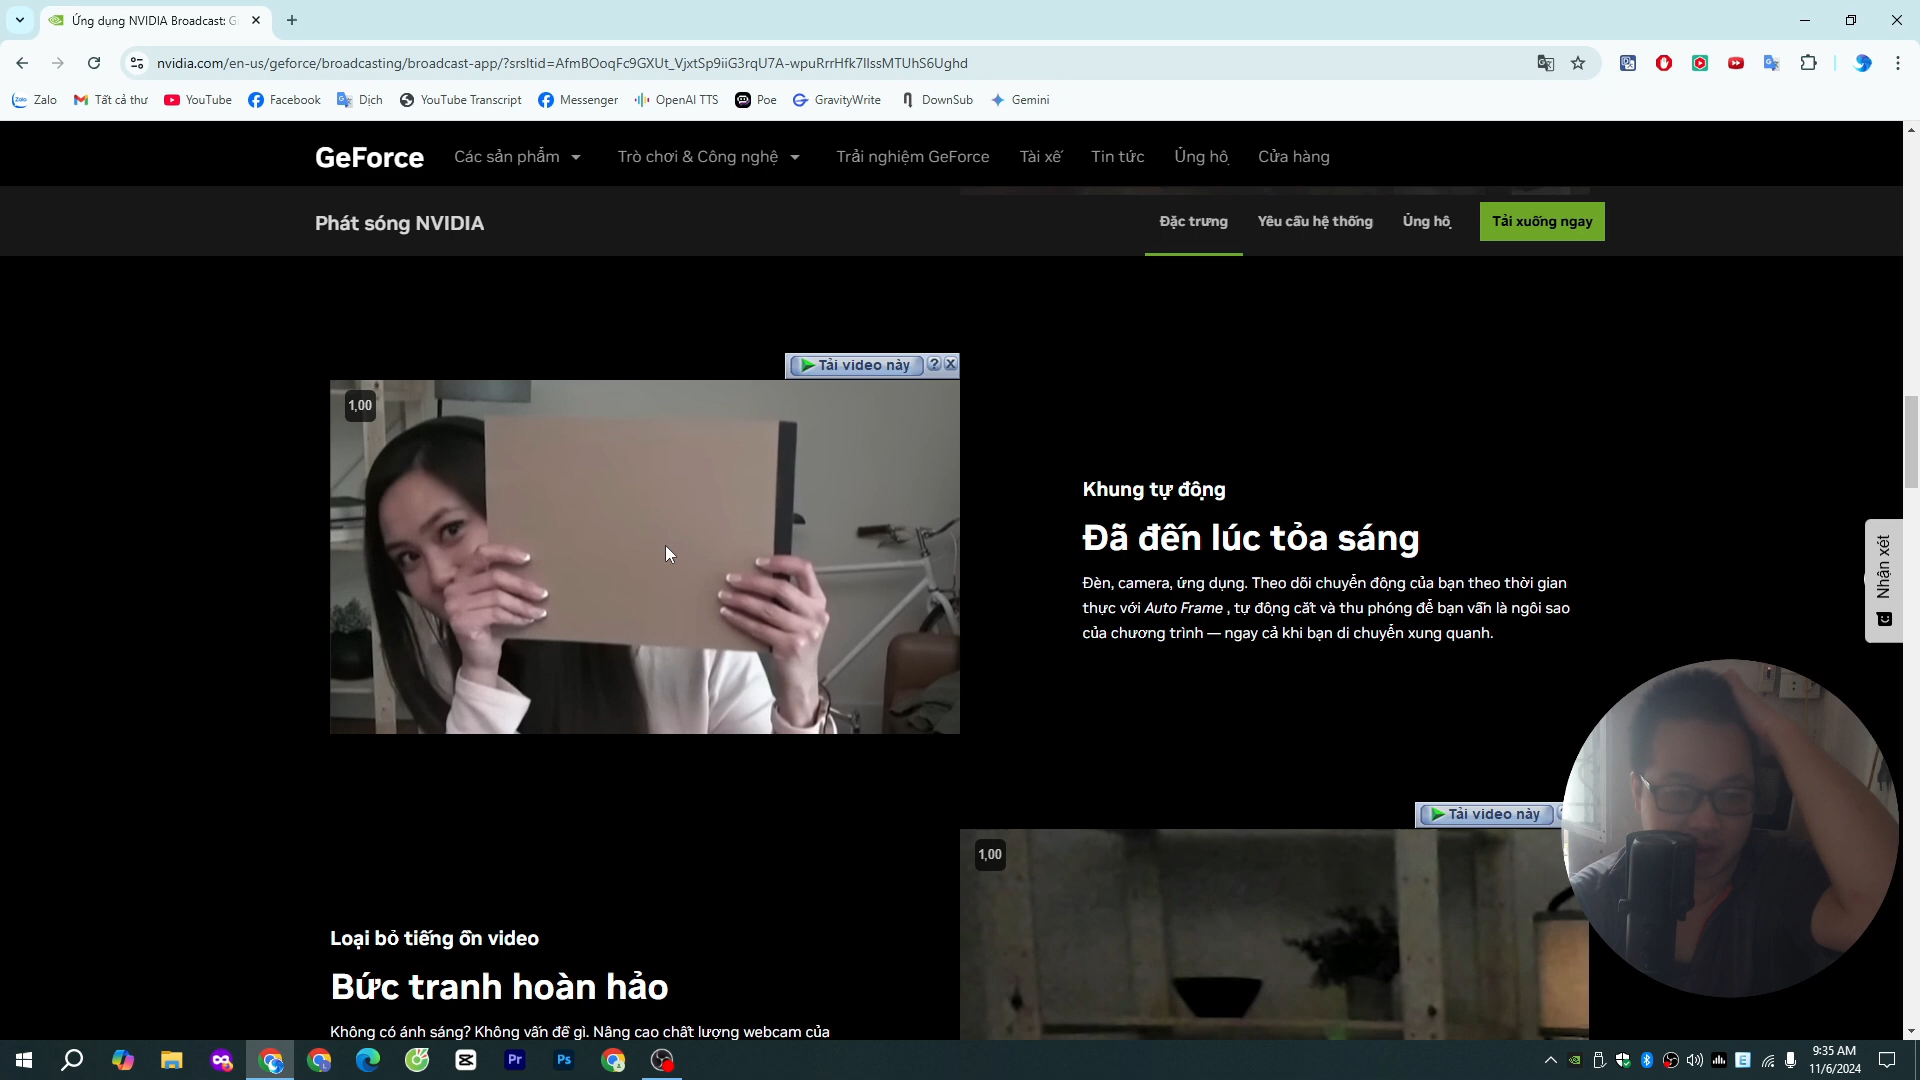 Ứng dụng NVIDIA Broadcast: G
nvidia.com/en-us/geforce/broadcasting/broadcast-app/?srsltid=AfmBOoqFc9GXUt_VjxtSp9iiG3rqU7A-wpuRrrHfk7IlssMTUhS6Ughd
Zalo
Tất cả thư
YouTube
Facebook
Dịch
YouTube Transcript
Messenger
OpenAI TTS
Poe
GravityWrite
DownSub
Gemini
GeForce
Các sản phẩm
Trò chơi & Công nghệ
Trải nghiệm GeForce
Tài xế
Tin tức
Ủng hộ
Cửa hàng
Phát sóng NVIDIA
Đặc trưng
Yêu cầu hệ thống
Ủng hộ
Tải xuống ngay
Tải video này
1,00
Khung tự động
Đã đến lúc tỏa sáng
Đèn, camera, ứng dụng. Theo dõi chuyển động của bạn theo thời gian
thực với Auto Frame , tự động cắt và thu phóng để bạn vẫn là ngôi sao
của chương trình — ngay cả khi bạn di chuyển xung quanh.
Nhận xét
Tải video này
1,00
Loại bỏ tiếng ồn video
Bức tranh hoàn hảo
Không có ánh sáng? Không vấn đề gì. Nâng cao chất lượng webcam của
Pr
Ps
9:35 AM
11/6/2024